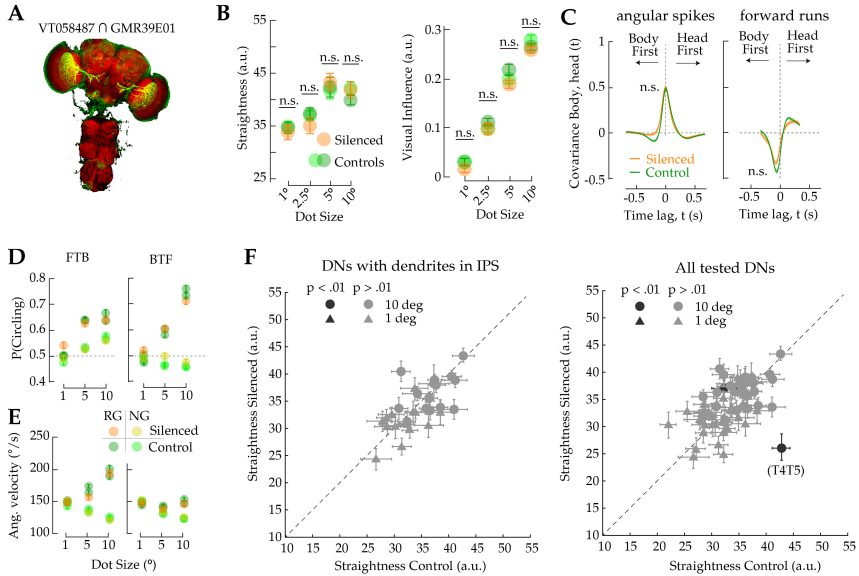 A
VT058487 ∩ GMR39E01
B
Straightness (a.u.)
55
45
35
25
n.s.
n.s.
n.s.
n.s.
Silenced
Controls
1º
2.5º
5º
10º
Dot Size
Visual Influence (a.u.)
0.3
0.2
0.1
0
n.s.
n.s.
n.s.
n.s.
1º
2.5º
5º
10º
Dot Size
C
angular spikes
forward runs
Covariance Body, head (t)
Body First
Head First
Body First
Head First
1
0.5
0
-0.5
n.s.
n.s.
Silenced
Control
-0.5
0
0.5
Time lag, t (s)
-0.5
0
0.5
Time lag, t (s)
D
FTB
BTF
P(Circling)
0.8
0.7
0.6
0.5
0.4
1
5
10
1
5
10
E
RG
NG
Silenced
Control
Ang. velocity (°/s)
250
200
150
100
1
5
10
1
5
10
Dot Size (º)
F
DNs with dendrites in IPS
p < .01
p > .01
10 deg
1 deg
Straightness Silenced (a.u.)
55
50
45
40
35
30
25
20
15
10
10
15
20
25
30
35
40
45
50
55
Straightness Control (a.u.)
All tested DNs
p < .01
p > .01
10 deg
1 deg
(T4T5)
Straightness Silenced (a.u.)
55
50
45
40
35
30
25
20
15
10
10
15
20
25
30
35
40
45
50
55
Straightness Control (a.u.)